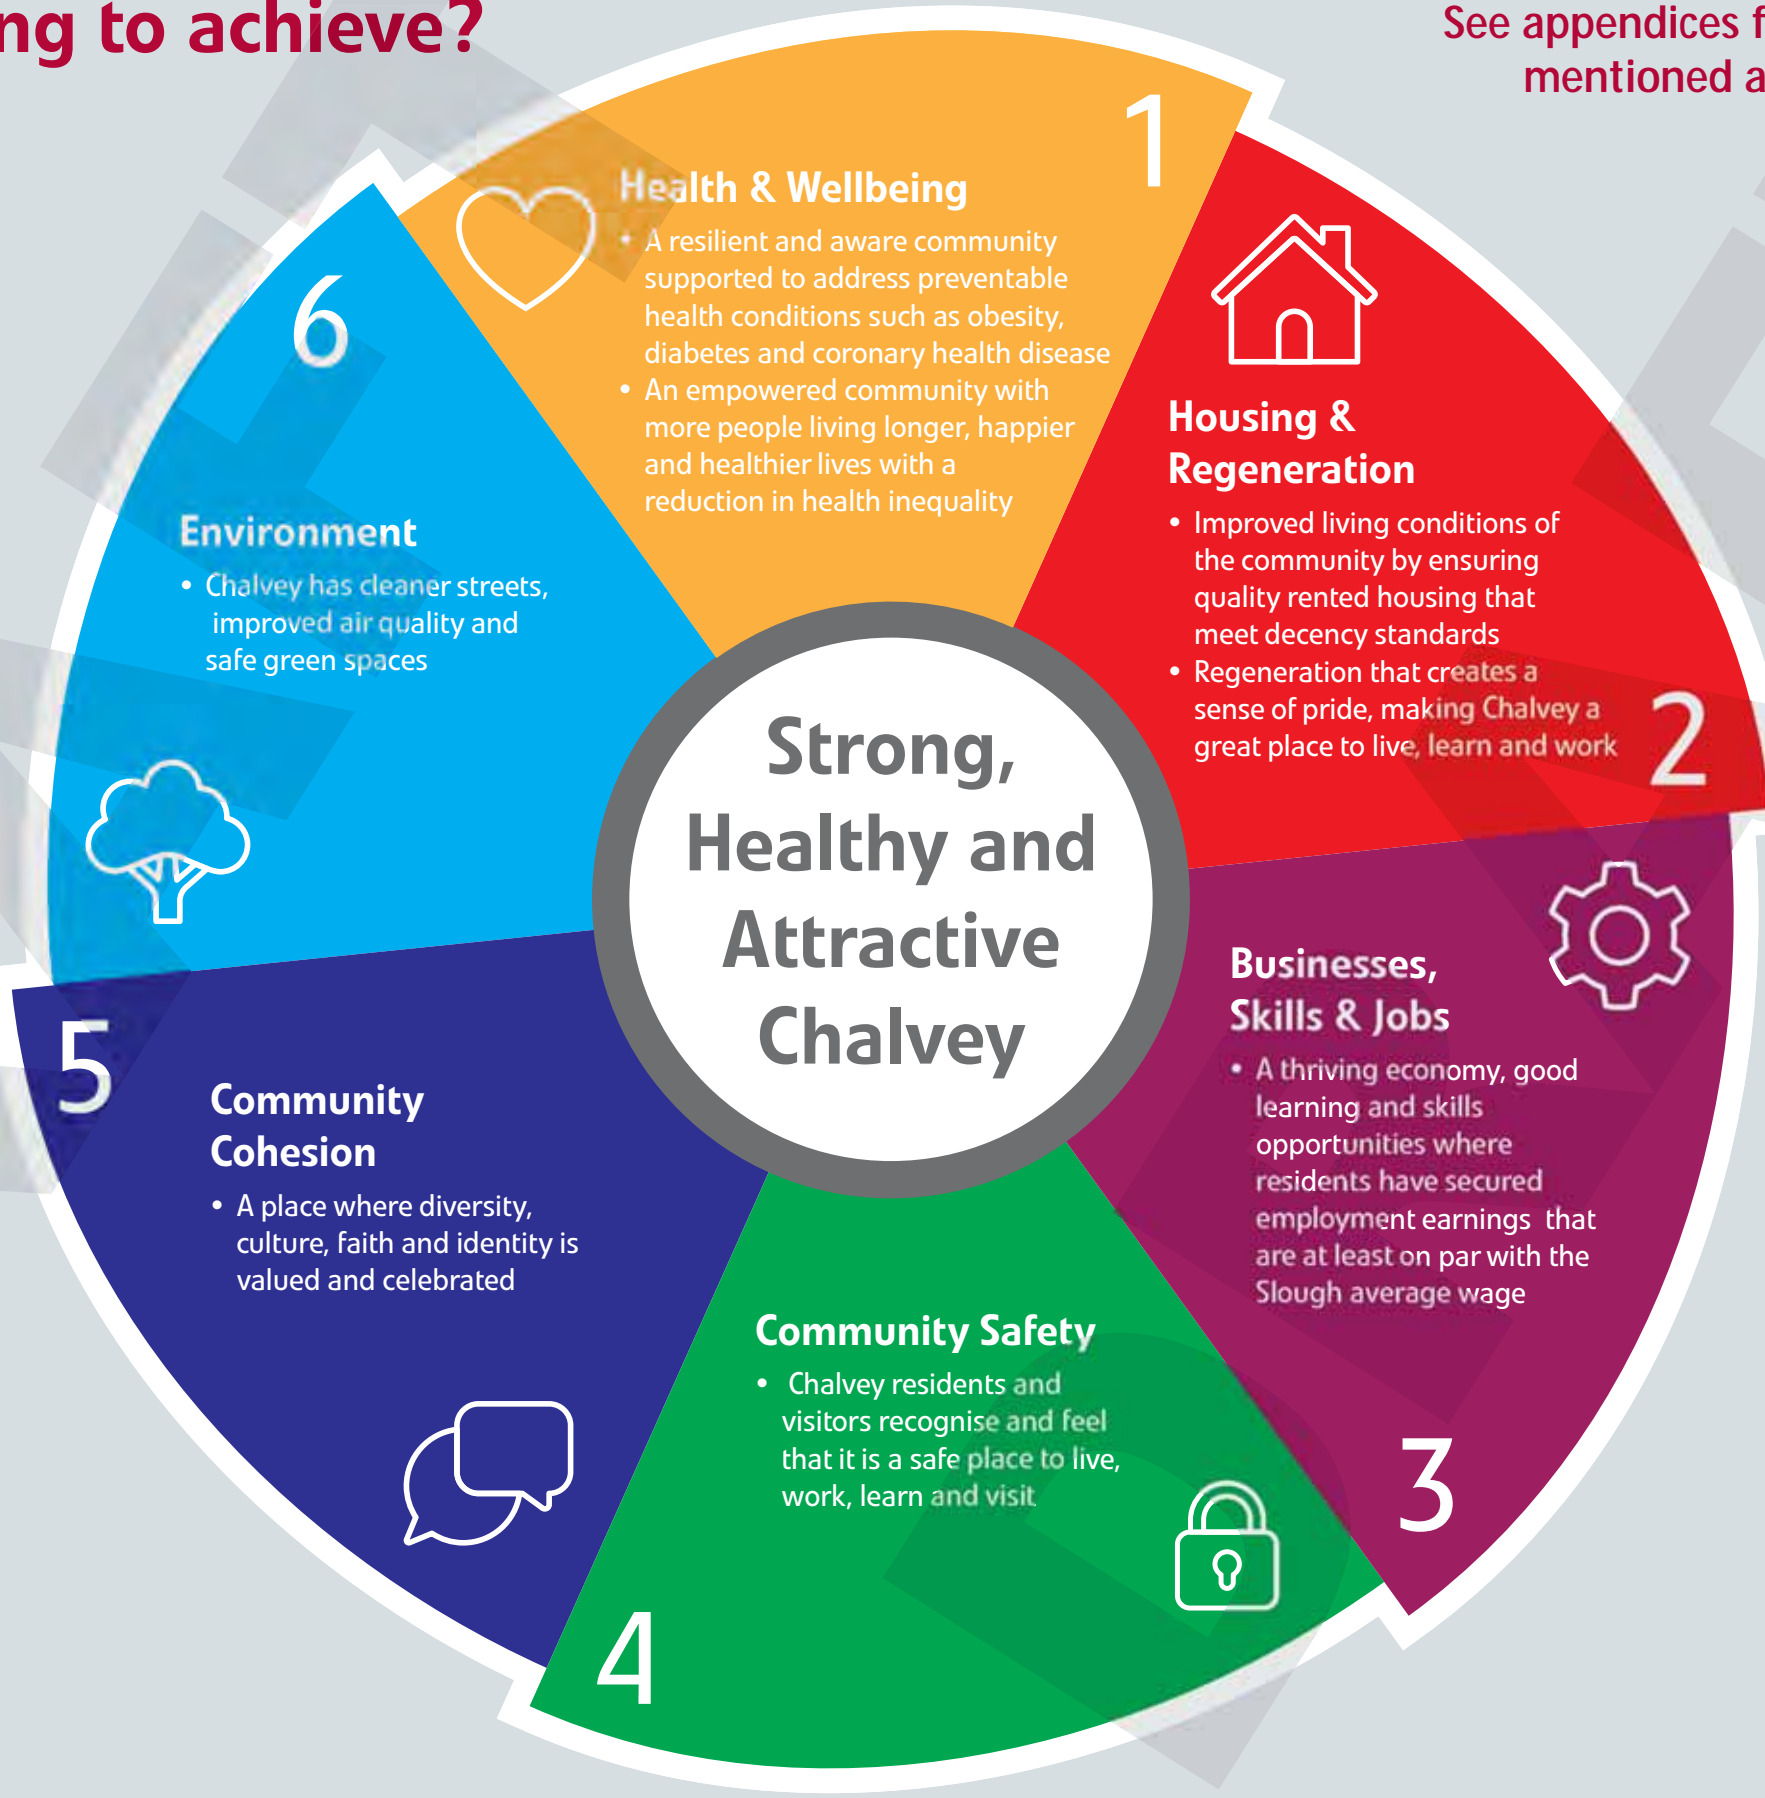 ng to achieve?
See appendices f
mentioned a
1
Health & Wellbeing
• A resilient and aware community
supported to address preventable
health conditions such as obesity,
diabetes and coronary health disease
• An empowered community with
more people living longer, happier
and healthier lives with a
reduction in health inequality
Housing &
Regeneration
• Improved living conditions of
the community by ensuring
quality rented housing that
meet decency standards
• Regeneration that creates a
sense of pride, making Chalvey a
great place to live, learn and work
2
Businesses,
Skills & Jobs
• A thriving economy, good
learning and skills
opportunities where
residents have secured
employment earnings that
are at least on par with the
Slough average wage
3
Community Safety
• Chalvey residents and
visitors recognise and feel
that it is a safe place to live,
work, learn and visit
4
5
Community
Cohesion
• A place where diversity,
culture, faith and identity is
valued and celebrated
6
Environment
• Chalvey has cleaner streets,
improved air quality and
safe green spaces
Strong,
Healthy and
Attractive
Chalvey